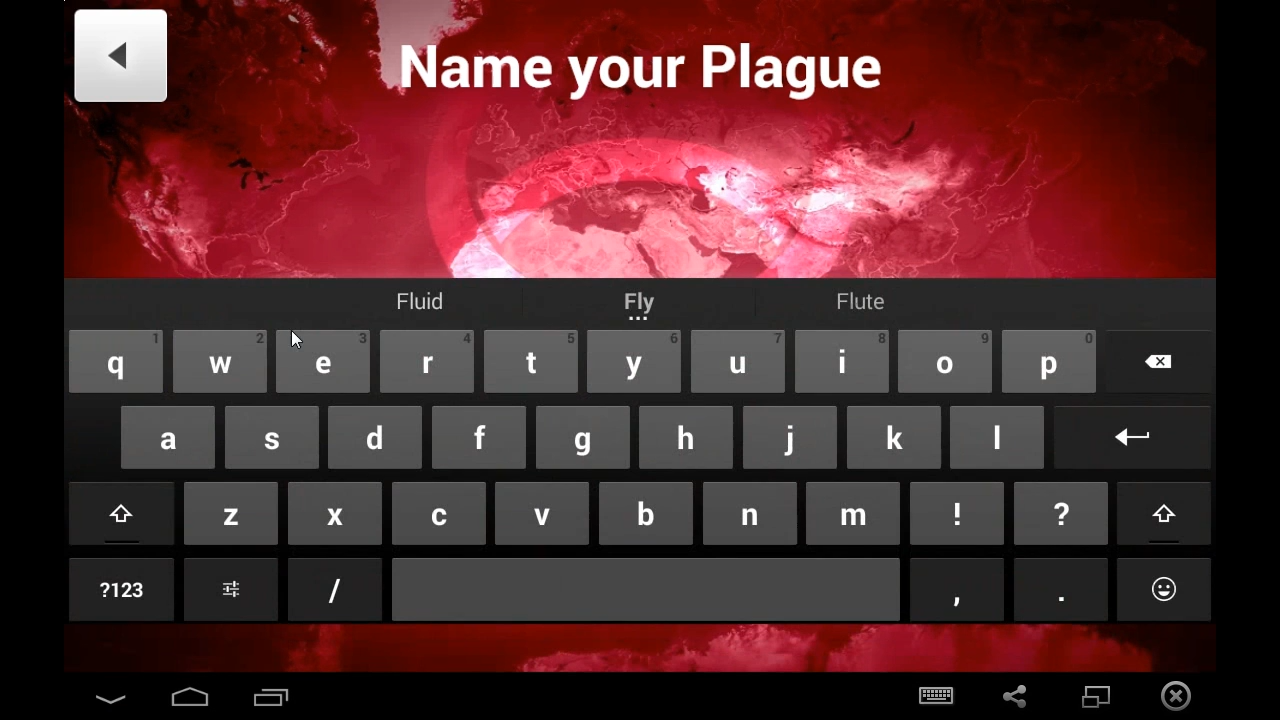 Name your Plague
Fluid Fly Flute
q 1 w 2 e 3 r 4 t 5 y 6 u 7 i 8 o 9 p 0
a s d f g h j k l
z x c v b n m ! ?
?123 / , .